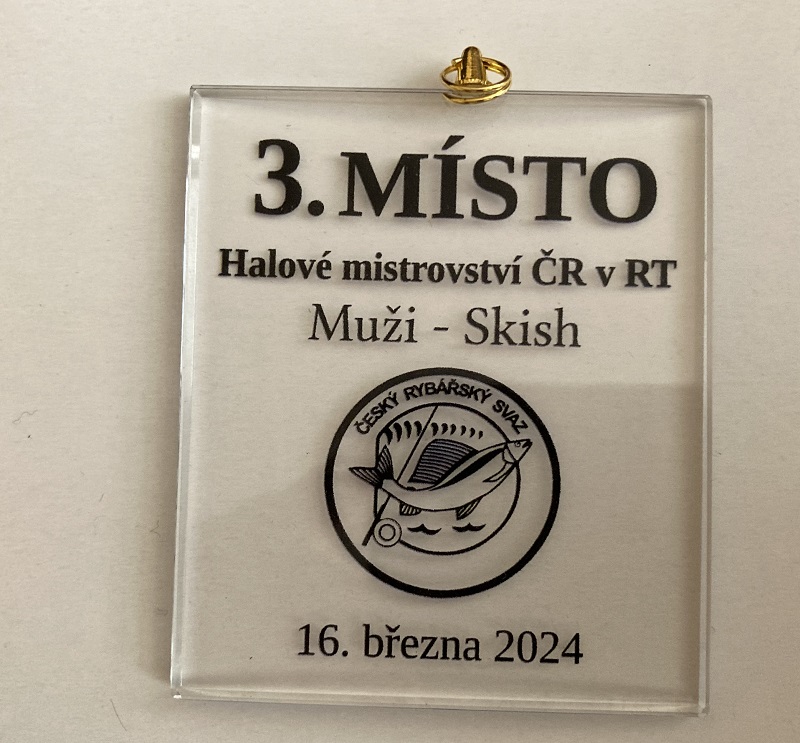 3. MÍSTO
Halové mistrovství ČR v RT
Muži - Skish
ČESKÝ RYBÁŘSKÝ SVAZ
16. března 2024